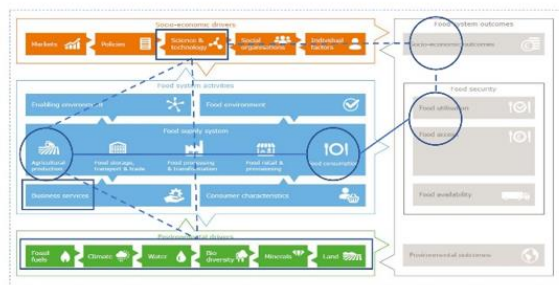 Socio-economic drivers
Markets
Policies
Science &
technology
Social
organisations
Individual
factors
Food system outcomes
Socio-economic outcomes
Food system activities
Enabling environment
Food environment
Food supply system
Agricultural
production
Food storage,
transport & trade
Food processing
& transformation
Food retail &
provisioning
Food consumption
Business services
Consumer characteristics
Food security
Food utilisation
Food access
Food availability
Environmental drivers
Fossil
fuels
Climate
Water
Bio
diversity
Minerals
Land
Environmental outcomes